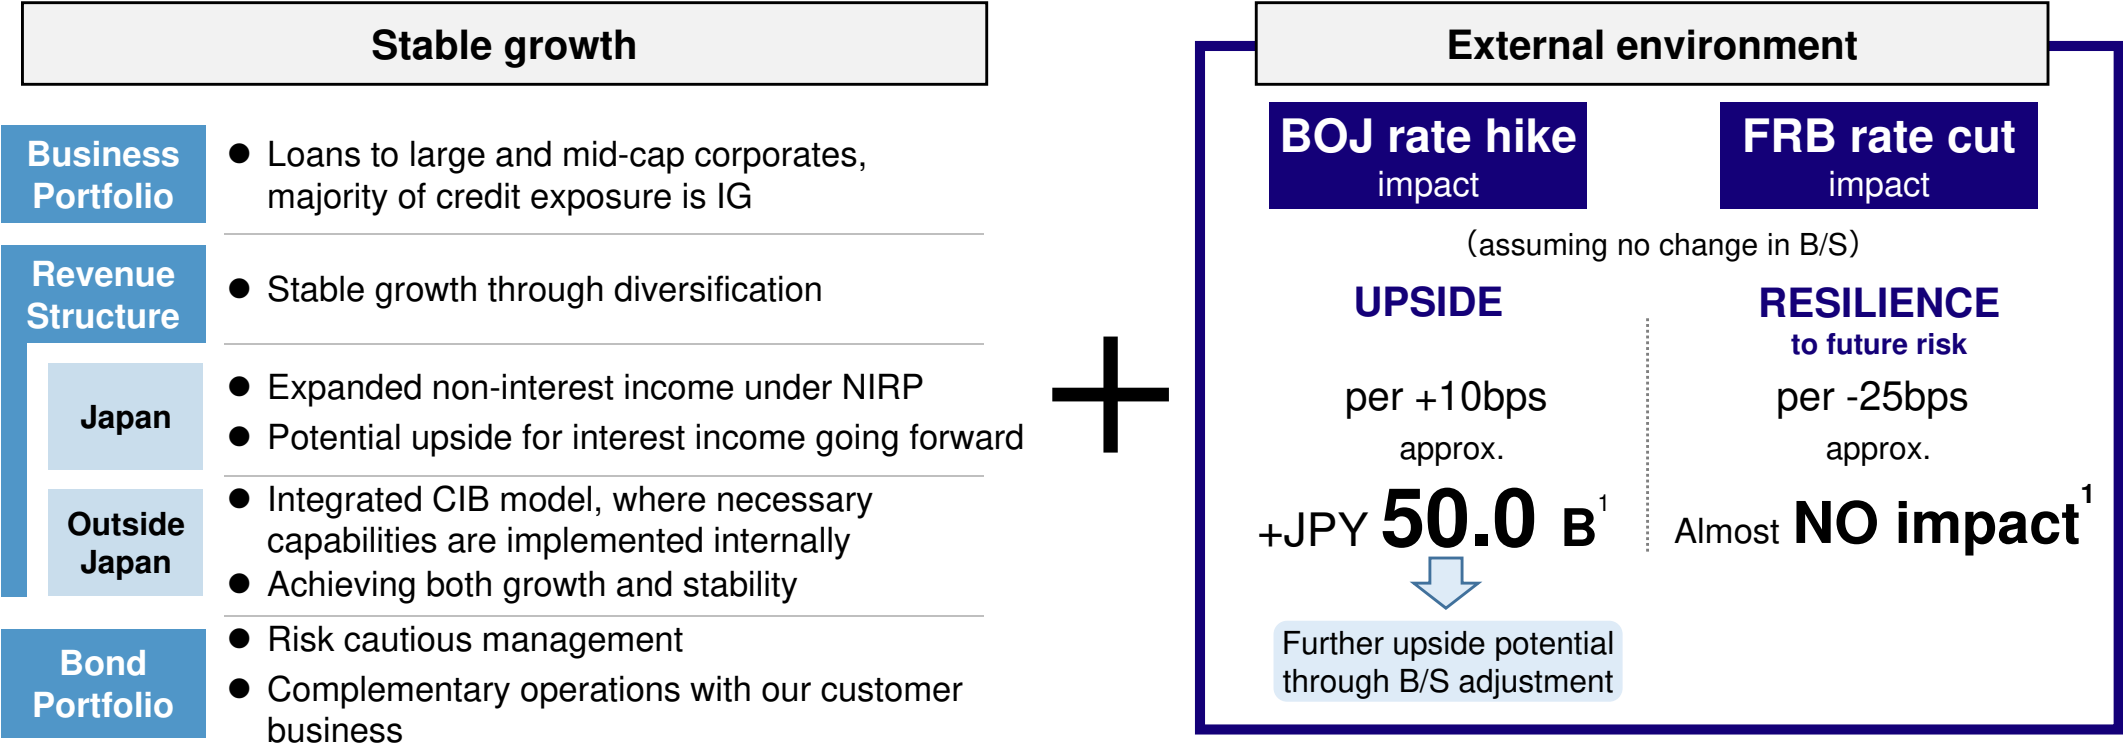 Stable growth
Business
Portfolio
● Loans to large and mid-cap corporates,
majority of credit exposure is IG
Revenue
Structure
● Stable growth through diversification
Japan
● Expanded non-interest income under NIRP
● Potential upside for interest income going forward
Outside
Japan
● Integrated CIB model, where necessary
capabilities are implemented internally
● Achieving both growth and stability
Bond
Portfolio
● Risk cautious management
● Complementary operations with our customer
business
+
External environment
BOJ rate hike
impact
FRB rate cut
impact
(assuming no change in B/S)
UPSIDE
per +10bps
approx.
+JPY 50.0 B1
Further upside potential
through B/S adjustment
RESILIENCE
to future risk
per -25bps
approx.
Almost NO impact1